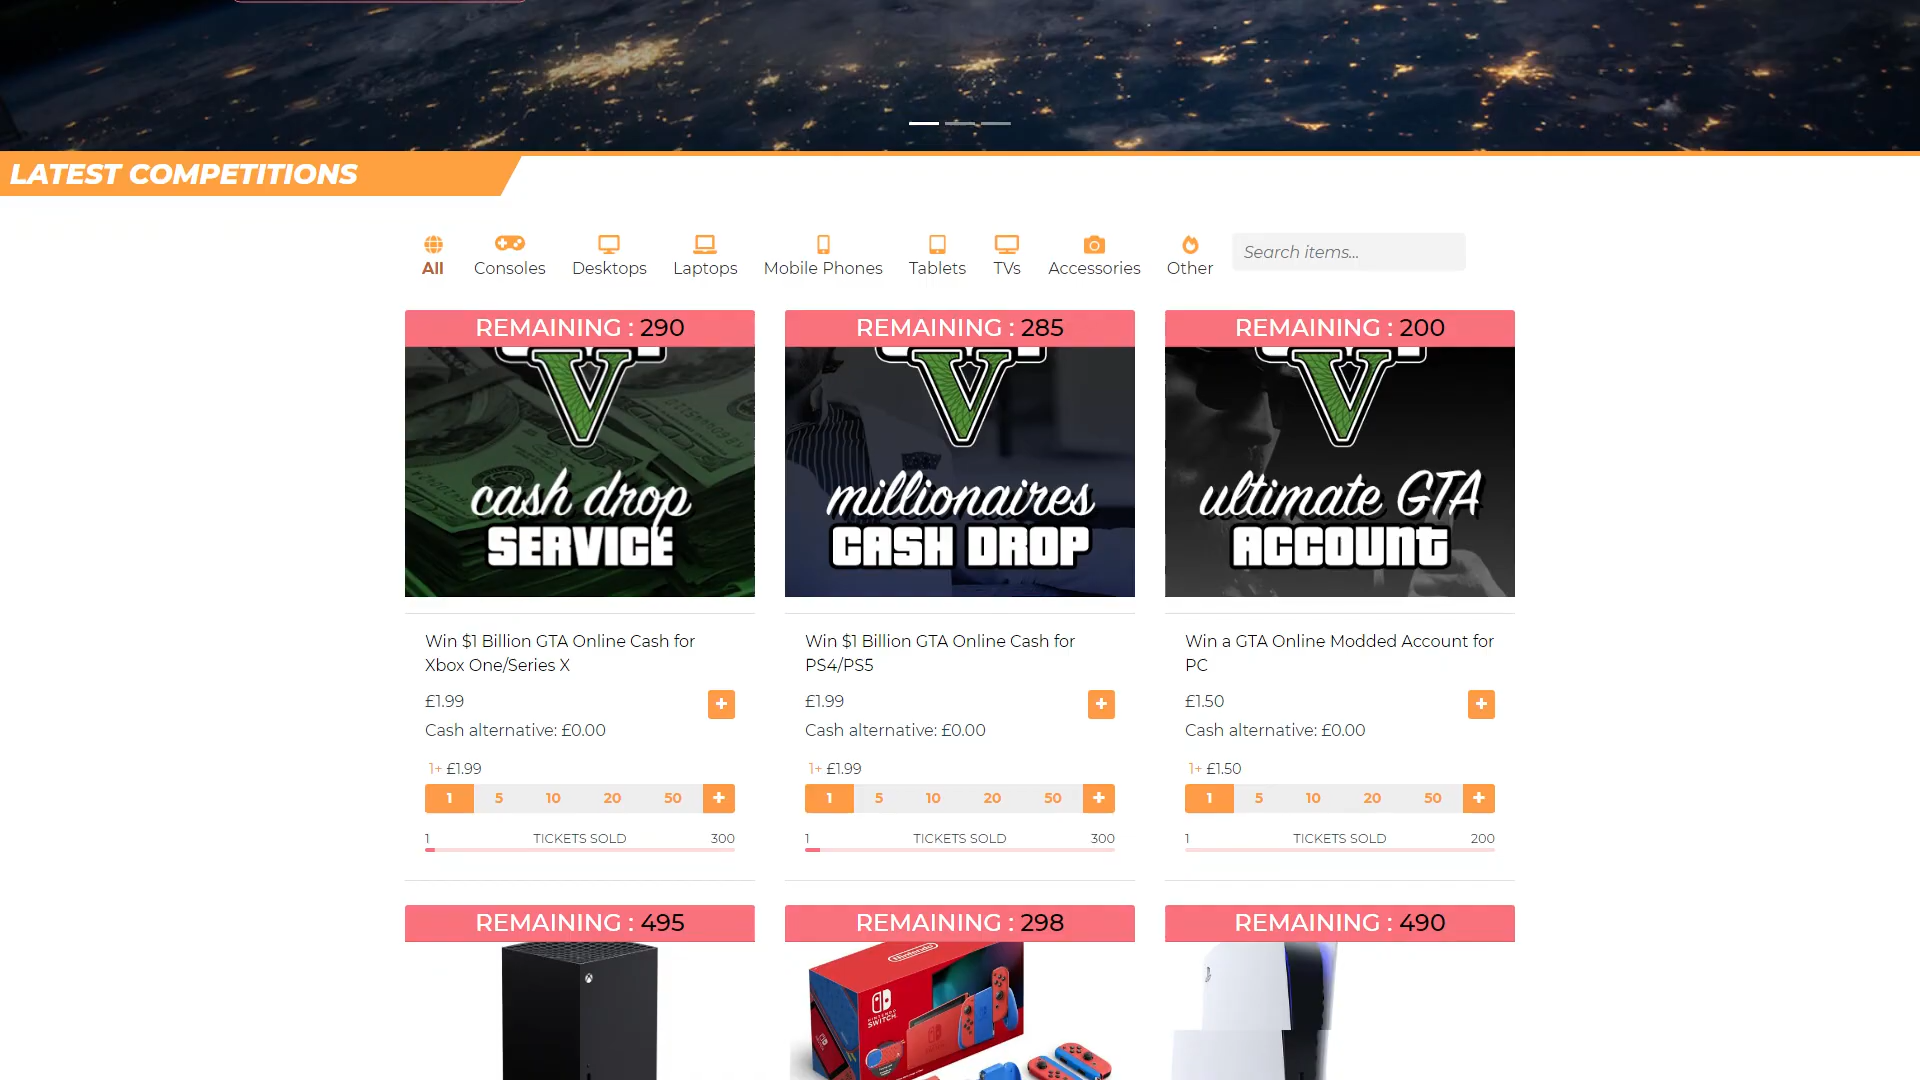 LATEST COMPETITIONS
All
Consoles
Desktops
Laptops
Mobile Phones
Tablets
TVs
Accessories
Other
Search items...
REMAINING : 290
REMAINING : 285
REMAINING : 200
V
cash drop
SERVICE
V
millionaires
CASH DROP
V
ultimate GTA
ACCOUNT
Win $1 Billion GTA Online Cash for
Xbox One/Series X
£1.99
+
Cash alternative: £0.00
1+ £1.99
1 5 10 20 50 +
1 TICKETS SOLD 300
Win $1 Billion GTA Online Cash for
PS4/PS5
£1.99
+
Cash alternative: £0.00
1+ £1.99
1 5 10 20 50 +
1 TICKETS SOLD 300
Win a GTA Online Modded Account for
PC
£1.50
+
Cash alternative: £0.00
1+ £1.50
1 5 10 20 50 +
1 TICKETS SOLD 200
REMAINING : 495
REMAINING : 298
REMAINING : 490
Nintendo
NINTENDO
SWITCH